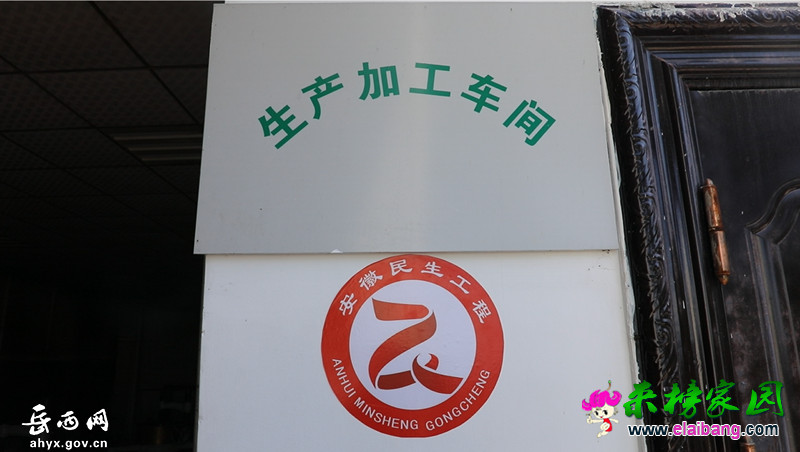 生产加工车间
安徽民生工程
ANHUI MINSHENG GONGCHENG
岳西网
ahyx.gov.cn
来榜家园
www.elaibang.com